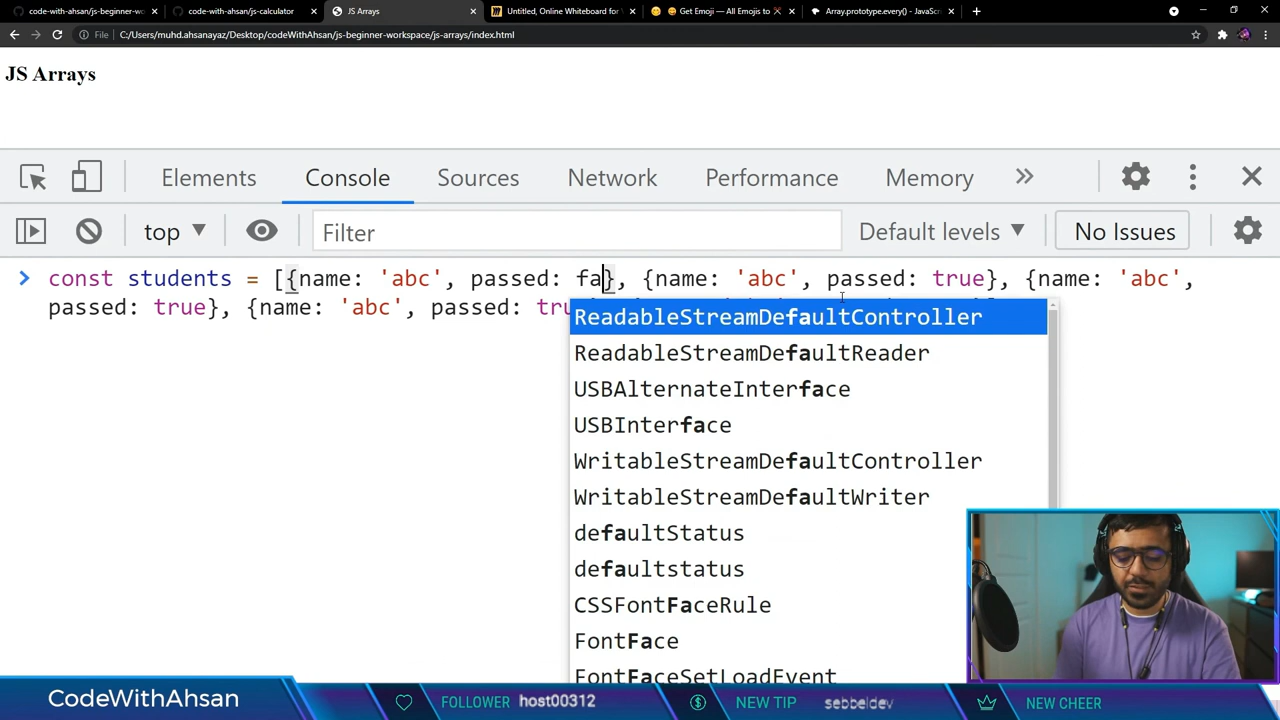 code-with-ahsan/js-beginner-wo
code-with-ahsan/js-calculator
JS Arrays
Untitled, Online Whiteboard for
Get Emoji — All Emojis to
Array.prototype.every() - JavaScri
File
C:/Users/muhd.ahsanayaz/Desktop/codeWithAhsan/js-beginner-workspace/js-arrays/index.html
JS Arrays
Elements
Console
Sources
Network
Performance
Memory
top
Filter
Default levels
No Issues
const students = [{name: 'abc', passed: fa}, {name: 'abc', passed: true}, {name: 'abc',
passed: true}, {name: 'abc', passed: tru
ReadableStreamDefaultController
ReadableStreamDefaultReader
USBAlternateInterface
USBInterface
WritableStreamDefaultController
WritableStreamDefaultWriter
defaultStatus
defaultstatus
CSSFontFaceRule
FontFace
FontFaceSetLoadEvent
CodeWithAhsan
FOLLOWER host00312
NEW TIP sebbeldev
NEW CHEER